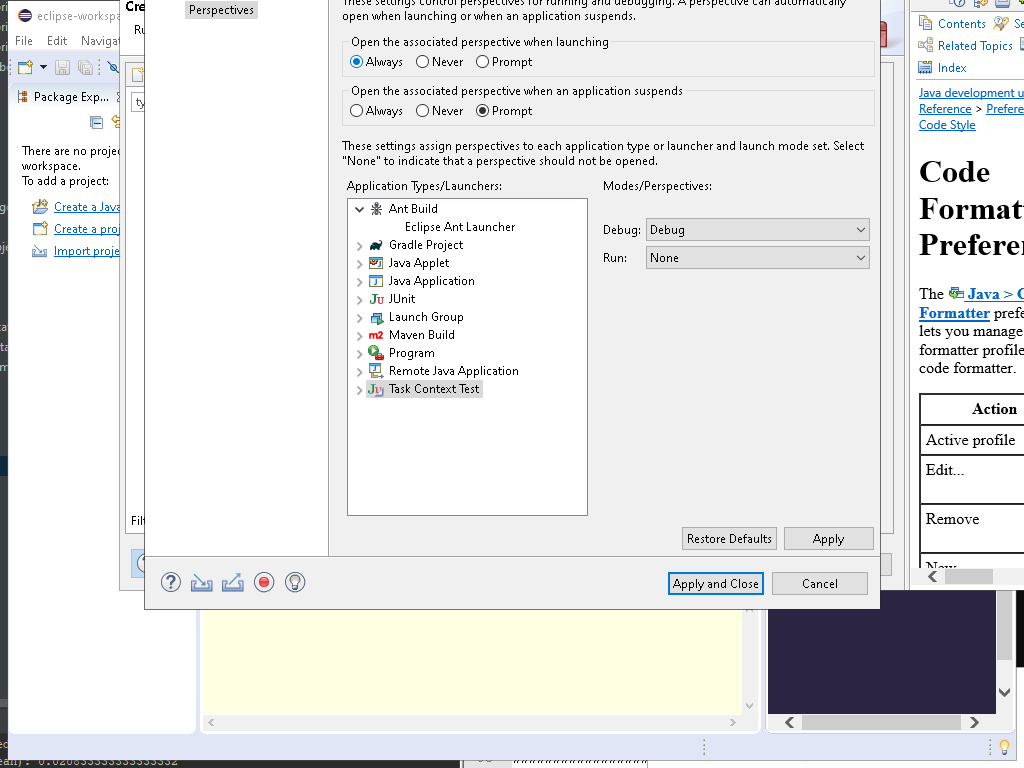 eclipse-workspa
File Edit Navigat
Package Exp...
There are no proje
workspace.
To add a project:
Create a Java
Create a proj
Import proje
Cre
Ru
ty
Filt
Perspectives
These settings control perspectives for running and debugging. A perspective can automatically
open when launching or when an application suspends.
Open the associated perspective when launching
Always Never Prompt
Open the associated perspective when an application suspends
Always Never Prompt
These settings assign perspectives to each application type or launcher and launch mode set. Select
"None" to indicate that a perspective should not be opened.
Application Types/Launchers:
Ant Build
Eclipse Ant Launcher
Gradle Project
Java Applet
Java Application
JUnit
Launch Group
Maven Build
Program
Remote Java Application
Task Context Test
Modes/Perspectives:
Debug: Debug
Run: None
Restore Defaults Apply
Apply and Close Cancel
Contents Se
Related Topics
Index
Java development u
Reference > Prefere
Code Style
Code
Formatt
Preferen
The Java > C
Formatter prefe
lets you manage
formatter profile
code formatter.
Action
Active profile
Edit...
Remove
New
ean): 0.020833333333333332